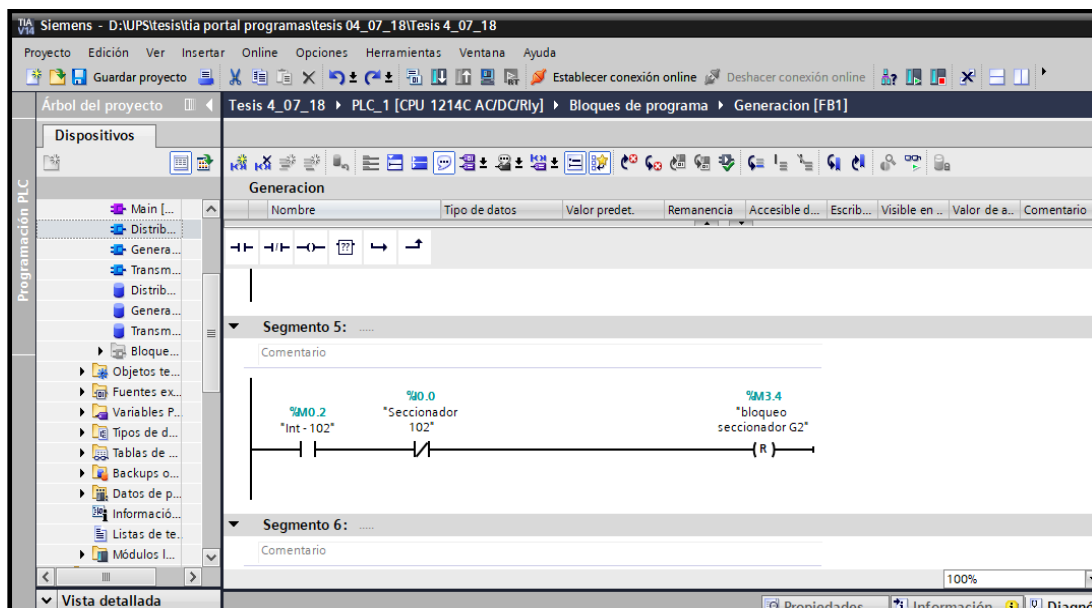 TIA V14 Siemens - D:\UPS\tesis\tia portal programas\tesis 04_07_18\Tesis 4_07_18
Proyecto Edición Ver Insertar Online Opciones Herramientas Ventana Ayuda
Guardar proyecto Establecer conexión online Deshacer conexión online
Árbol del proyecto
Tesis 4_07_18 PLC_1 [CPU 1214C AC/DC/Rly] Bloques de programa Generacion [FB1]
Dispositivos
Programación PLC
Generacion
Nombre Tipo de datos Valor predet. Remanencia Accesible d... Escrib... Visible en .. Valor de a.. Comentario
Main [...
Distrib...
Genera...
Transm...
Distrib...
Genera...
Transm...
Bloque...
Objetos te...
Fuentes ex...
Variables P...
Tipos de d...
Tablas de ...
Backups o...
Datos de p...
Informació...
Listas de te..
Módulos l...
Vista detallada
??
Segmento 5: .....
Comentario
%M0.2
"Int - 102"
%I0.0
"Seccionador
102"
%M3.4
"bloqueo
seccionador G2"
R
Segmento 6: .....
Comentario
100%
Propiedades Información Diagnó